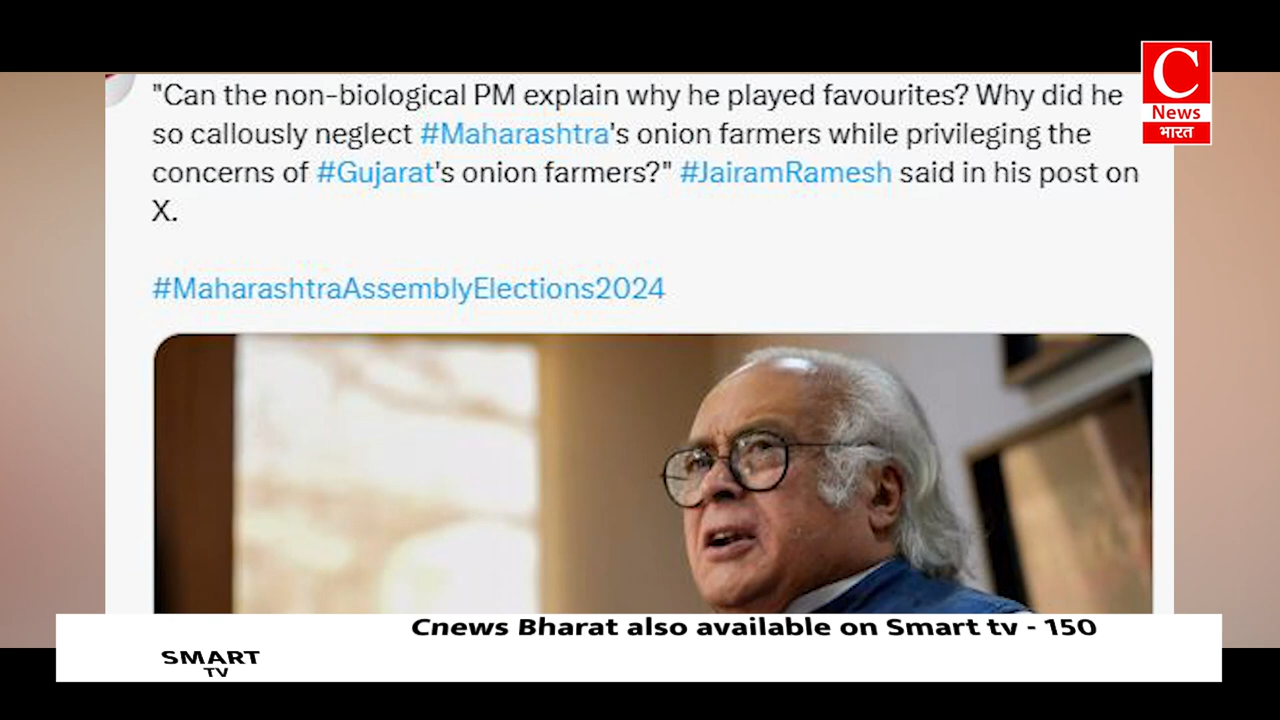 "Can the non-biological PM explain why he played favourites? Why did he
so callously neglect #Maharashtra's onion farmers while privileging the
concerns of #Gujarat's onion farmers?" #JairamRamesh said in his post on
X.
#MaharashtraAssemblyElections2024
C
News
भारत
Cnews Bharat also available on Smart tv - 150
SMART
TV